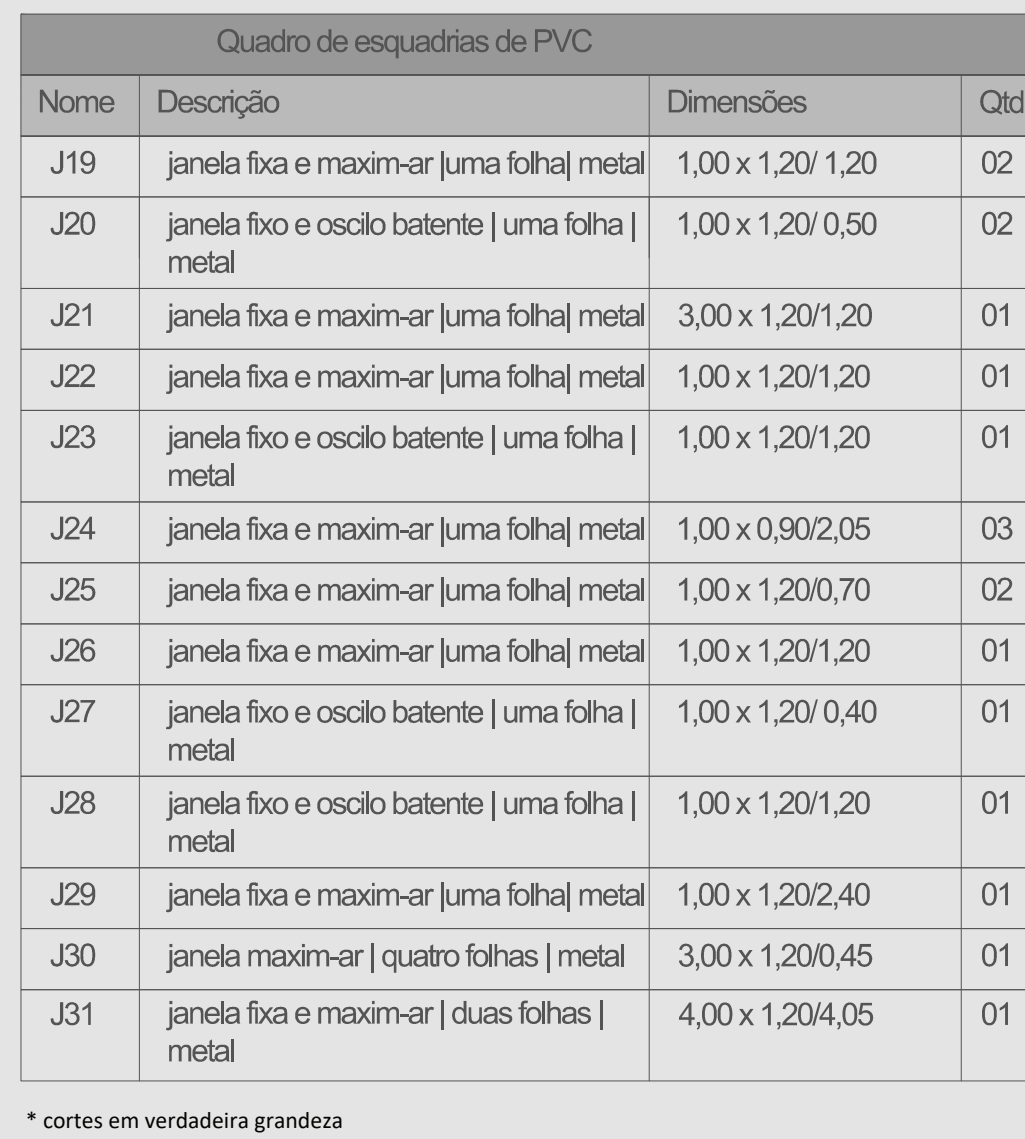 Quadro de esquadrias de PVC
Nome Descrição Dimensões Qtd
J19 janela fixa e maxim-ar |uma folha| metal 1,00 x 1,20/ 1,20 02
J20 janela fixo e oscilo batente | uma folha | 1,00 x 1,20/ 0,50 02
metal
J21 janela fixa e maxim-ar |uma folha| metal 3,00 x 1,20/1,20 01
J22 janela fixa e maxim-ar |uma folha| metal 1,00 x 1,20/1,20 01
J23 janela fixo e oscilo batente | uma folha | 1,00 x 1,20/1,20 01
metal
J24 janela fixa e maxim-ar |uma folha| metal 1,00 x 0,90/2,05 03
J25 janela fixa e maxim-ar |uma folha| metal 1,00 x 1,20/0,70 02
J26 janela fixa e maxim-ar |uma folha| metal 1,00 x 1,20/1,20 01
J27 janela fixo e oscilo batente | uma folha | 1,00 x 1,20/ 0,40 01
metal
J28 janela fixo e oscilo batente | uma folha | 1,00 x 1,20/1,20 01
metal
J29 janela fixa e maxim-ar |uma folha| metal 1,00 x 1,20/2,40 01
J30 janela maxim-ar | quatro folhas | metal 3,00 x 1,20/0,45 01
J31 janela fixa e maxim-ar | duas folhas | 4,00 x 1,20/4,05 01
metal
* cortes em verdadeira grandeza